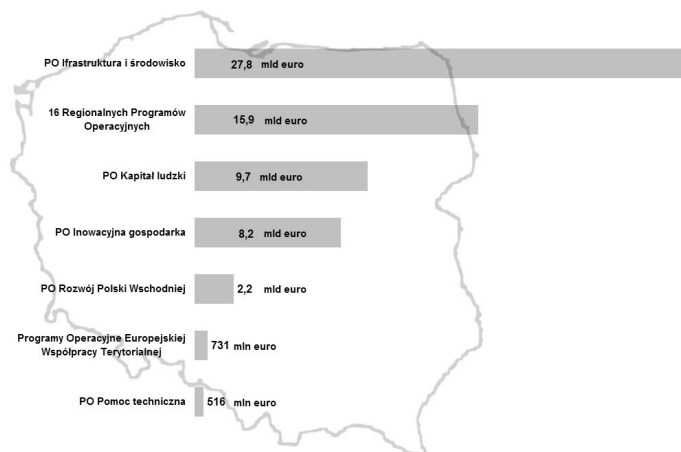 PO Ifrastruktura i środowisko
27,8 mld euro
16 Regionalnych Programów
Operacyjnych
15,9 mld euro
PO Kapitał ludzki
9,7 mld euro
PO Inowacyjna gospodarka
8,2 mld euro
PO Rozwój Polski Wschodniej
2,2 mld euro
Programy Operacyjne Europejskiej
Współpracy Terytorialnej
731 mln euro
PO Pomoc techniczna
516 mln euro